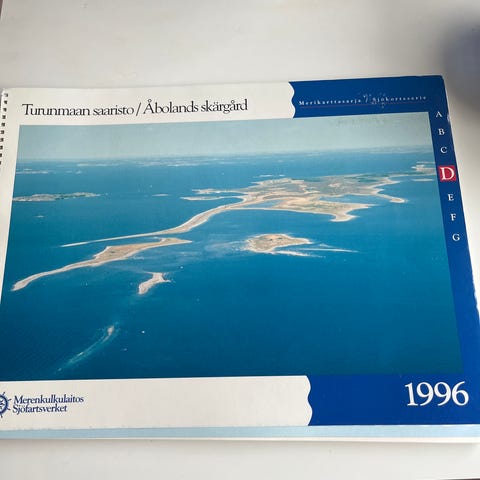 Turunmaan saaristo / Åbolands skärgård
Merikarttasarja / Sjökortsserie
A
B
C
D
E
F
G
Merenkulkulaitos
Sjöfartsverket
1996